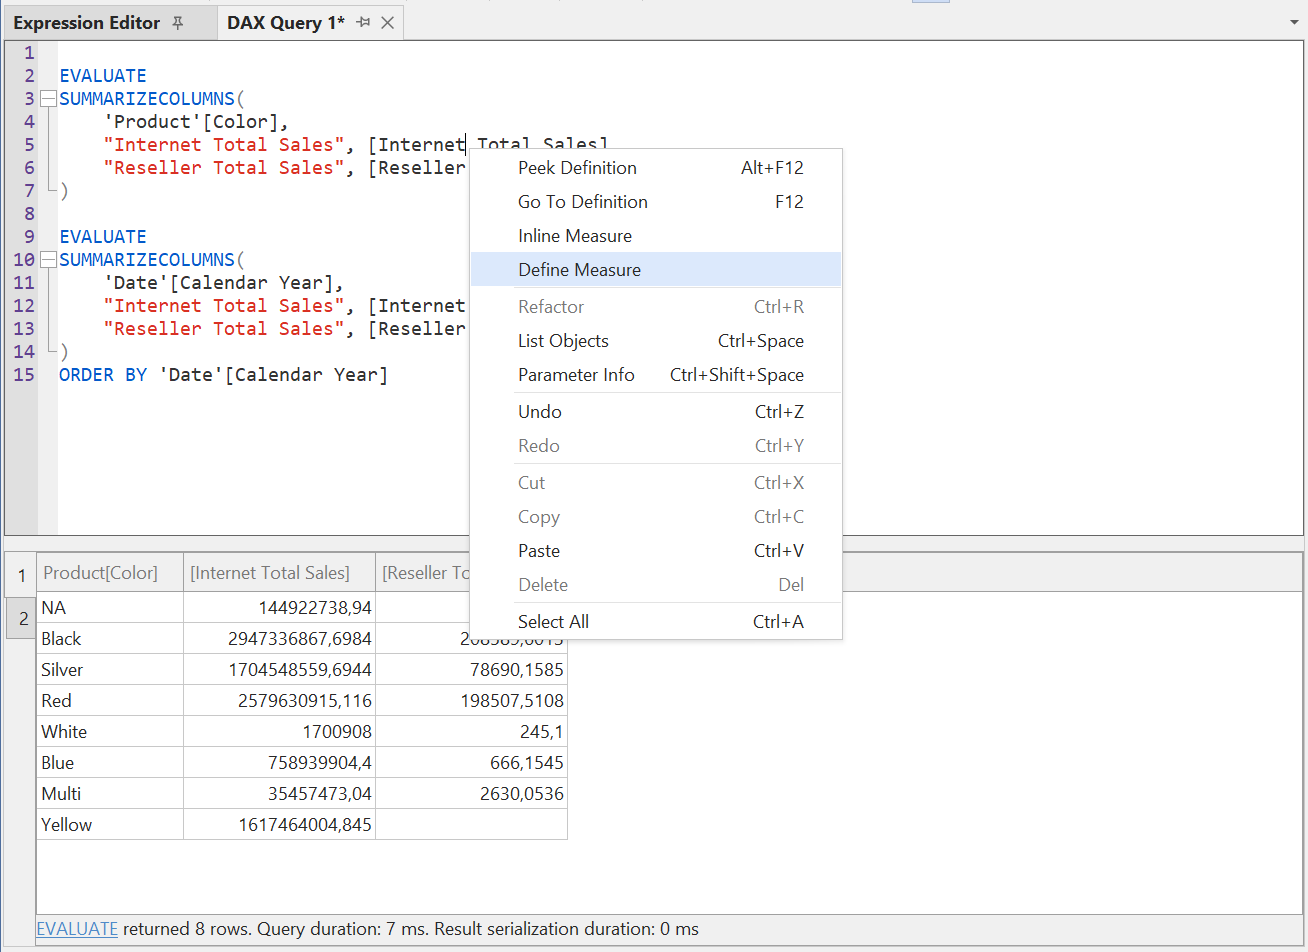 Expression Editor DAX Query 1*
1
2 EVALUATE
3 SUMMARIZECOLUMNS(
4 'Product'[Color],
5 "Internet Total Sales", [Internet Total Sales]
6 "Reseller Total Sales", [Reseller
7 )
8
9 EVALUATE
10 SUMMARIZECOLUMNS(
11 'Date'[Calendar Year],
12 "Internet Total Sales", [Internet
13 "Reseller Total Sales", [Reseller
14 )
15 ORDER BY 'Date'[Calendar Year]
Peek Definition Alt+F12
Go To Definition F12
Inline Measure
Define Measure
Refactor Ctrl+R
List Objects Ctrl+Space
Parameter Info Ctrl+Shift+Space
Undo Ctrl+Z
Redo Ctrl+Y
Cut Ctrl+X
Copy Ctrl+C
Paste Ctrl+V
Delete Del
Select All Ctrl+A
1
2
Product[Color] [Internet Total Sales] [Reseller To
NA 144922738,94
Black 2947336867,6984
Silver 1704548559,6944 78690,1585
Red 2579630915,116 198507,5108
White 1700908 245,1
Blue 758939904,4 666,1545
Multi 35457473,04 2630,0536
Yellow 1617464004,845
EVALUATE returned 8 rows. Query duration: 7 ms. Result serialization duration: 0 ms